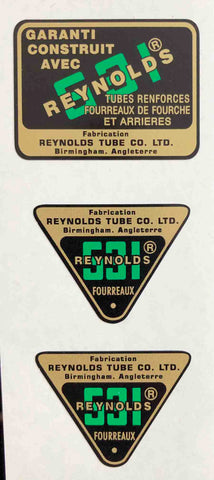 GARANTI
CONSTRUIT
AVEC
531
REYNOLDS®
TUBES RENFORCES
FOURREAUX DE FOURCHE
ET ARRIERES
Fabrication
REYNOLDS TUBE CO. LTD.
Birmingham. Angleterre
Fabrication
REYNOLDS TUBE CO. LTD.
Birmingham. Angleterre
531®
REYNOLDS
FOURREAUX
Fabrication
REYNOLDS TUBE CO. LTD.
Birmingham. Angleterre
531®
REYNOLDS
FOURREAUX